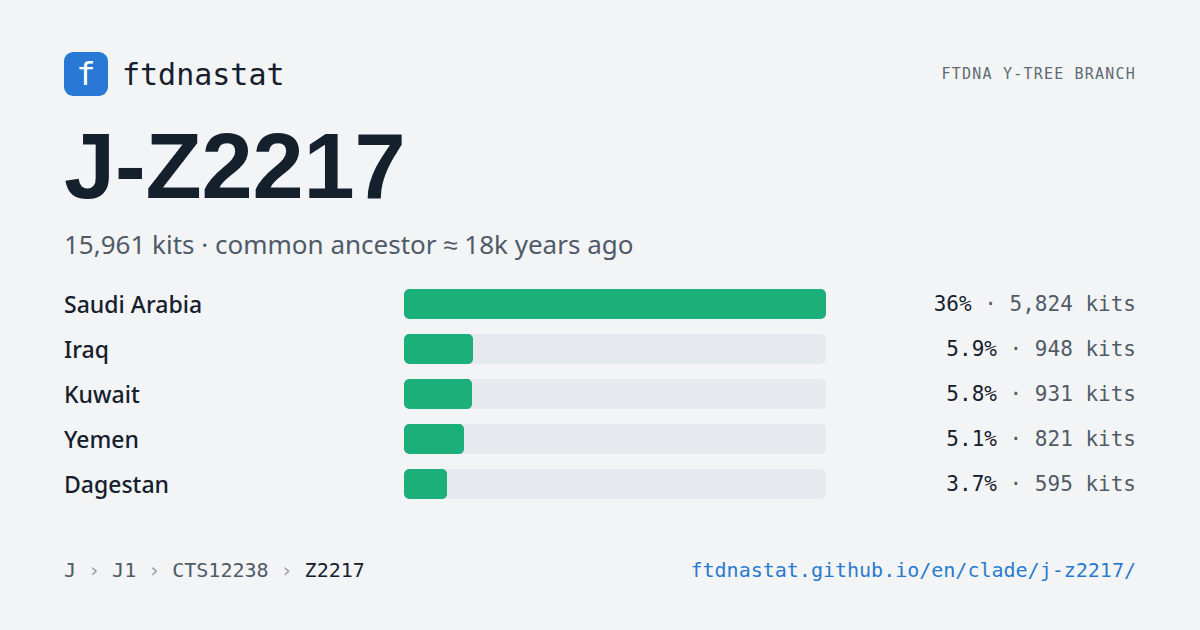 f ftdnastat
FTDNA Y-TREE BRANCH
J-Z2217
15,961 kits · common ancestor ≈ 18k years ago
Saudi Arabia 36% · 5,824 kits
Iraq 5.9% · 948 kits
Kuwait 5.8% · 931 kits
Yemen 5.1% · 821 kits
Dagestan 3.7% · 595 kits
J › J1 › CTS12238 › Z2217
ftdnastat.github.io/en/clade/j-z2217/